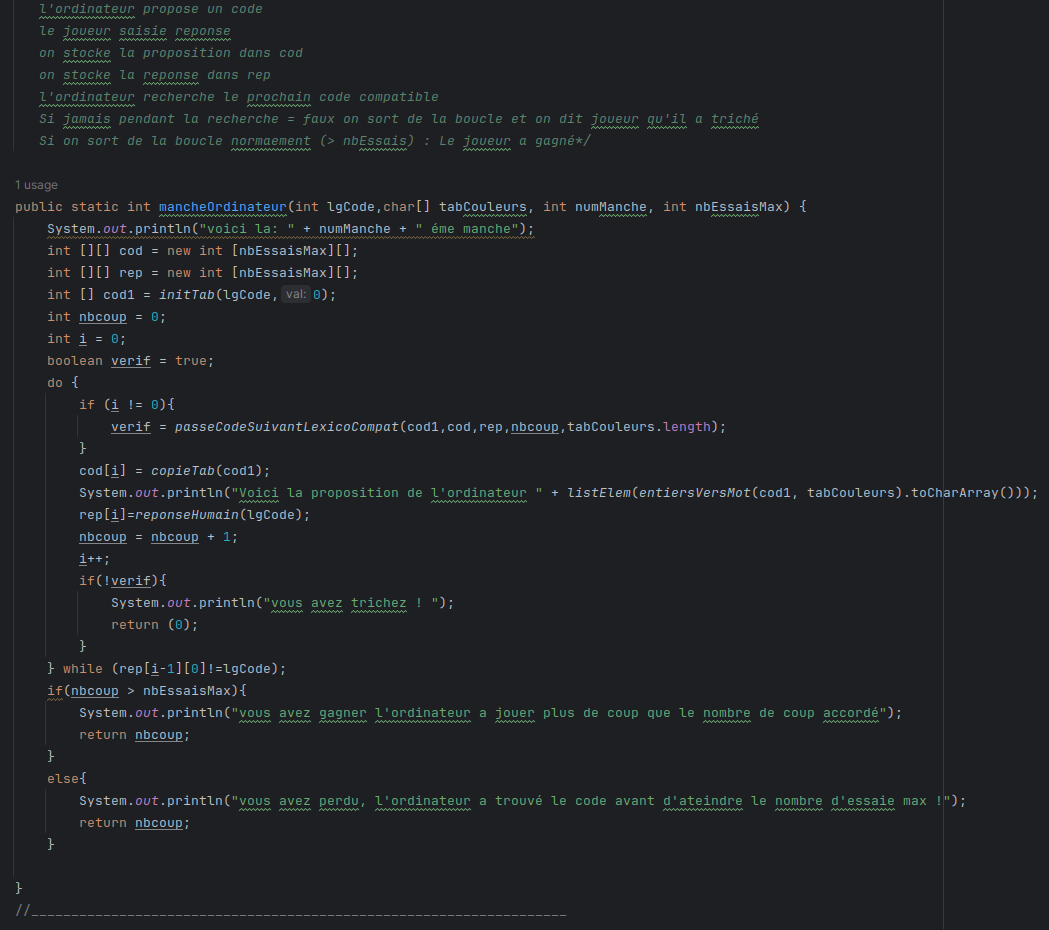 l'ordinateur propose un code
le joueur saisie reponse
on stocke la proposition dans cod
on stocke la reponse dans rep
l'ordinateur recherche le prochain code compatible
Si jamais pendant la recherche = faux on sort de la boucle et on dit joueur qu'il a triché
Si on sort de la boucle normaement (> nbEssais) : Le joueur a gagné*/
1 usage
public static int mancheOrdinateur(int lgCode,char[] tabCouleurs, int numManche, int nbEssaisMax) {
System.out.println("voici la: " + numManche + " éme manche");
int [][] cod = new int [nbEssaisMax][];
int [][] rep = new int [nbEssaisMax][];
int [] cod1 = initTab(lgCode, val: 0);
int nbcoup = 0;
int i = 0;
boolean verif = true;
do {
if (i != 0){
verif = passeCodeSuivantLexicoCompat(cod1,cod,rep,nbcoup,tabCouleurs.length);
}
cod[i] = copieTab(cod1);
System.out.println("Voici la proposition de l'ordinateur " + listElem(entiersVersMot(cod1, tabCouleurs).toCharArray()));
rep[i]=reponseHumain(lgCode);
nbcoup = nbcoup + 1;
i++;
if(!verif){
System.out.println("vous avez trichez ! ");
return (0);
}
} while (rep[i-1][0]!=lgCode);
if(nbcoup > nbEssaisMax){
System.out.println("vous avez gagner l'ordinateur a jouer plus de coup que le nombre de coup accordé");
return nbcoup;
}
else{
System.out.println("vous avez perdu, l'ordinateur a trouvé le code avant d'ateindre le nombre d'essaie max !");
return nbcoup;
}
}
//___________________________________________________________________